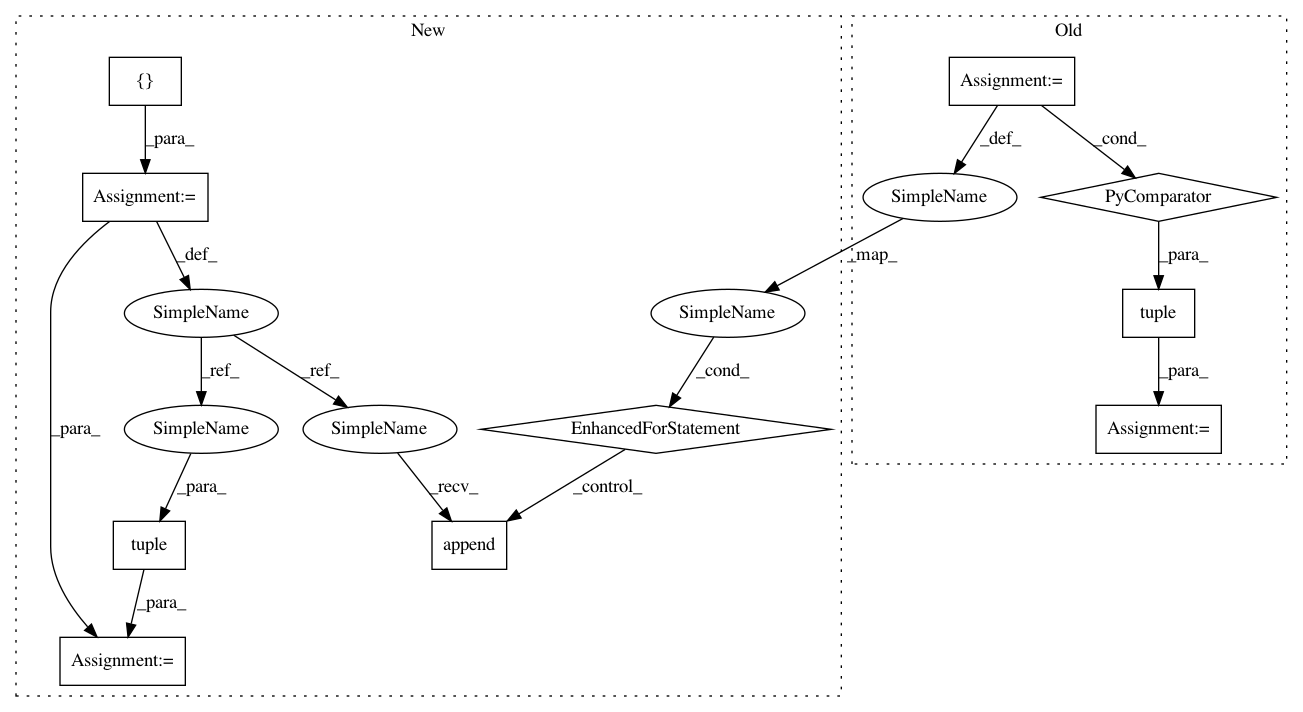 New
Old
{}
Assignment:=
_para_
_def_
_cond_
Assignment:=
SimpleName
PyComparator
_def_
_map_
_para_
SimpleName
SimpleName
tuple
_ref_
_ref_
_cond_
_para_
_para_
SimpleName
SimpleName
EnhancedForStatement
Assignment:=
_para_
_recv_
_control_
tuple
append
_para_
Assignment:=